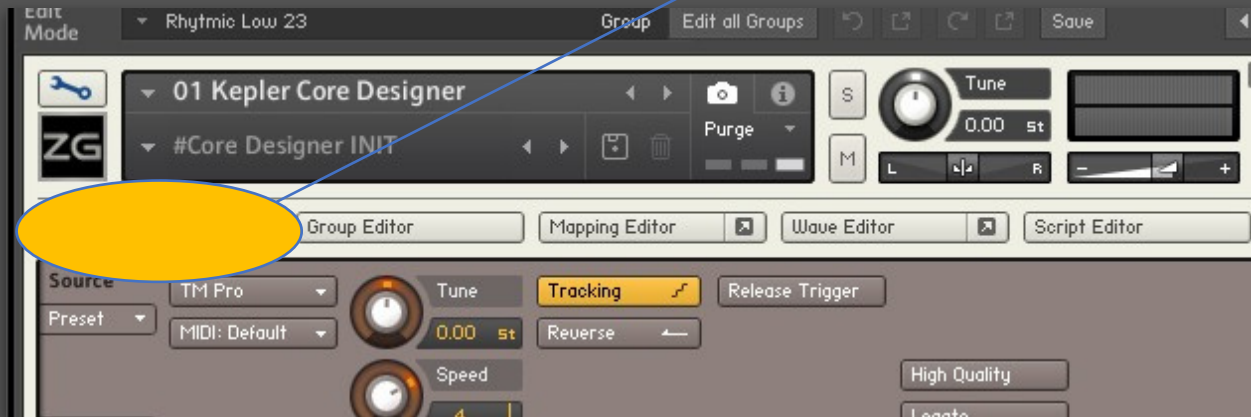 Edit
Mode
Rhytmic Low 23
Group
Edit all Groups
Save
01 Kepler Core Designer
S
Tune
0.00 St
ZG
#Core Designer INIT
Purge
M
L
R
-
+
Group Editor
Mapping Editor
Wave Editor
Script Editor
Source
TM Pro
Tune
Tracking
Release Trigger
Preset
MIDI: Default
0.00 St
Reverse
Speed
High Quality
4
Legato